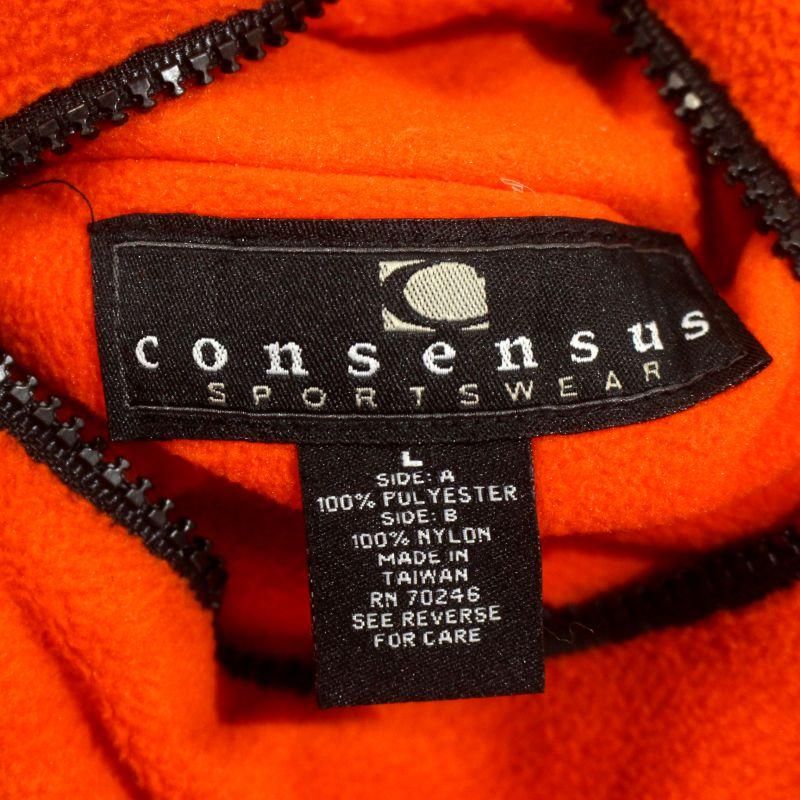 consensus
SPORTSWEAR
L
SIDE: A
100% PULYESTER
SIDE: B
100% NYLON
MADE IN
TAIWAN
RN 70246
SEE REVERSE
FOR CARE